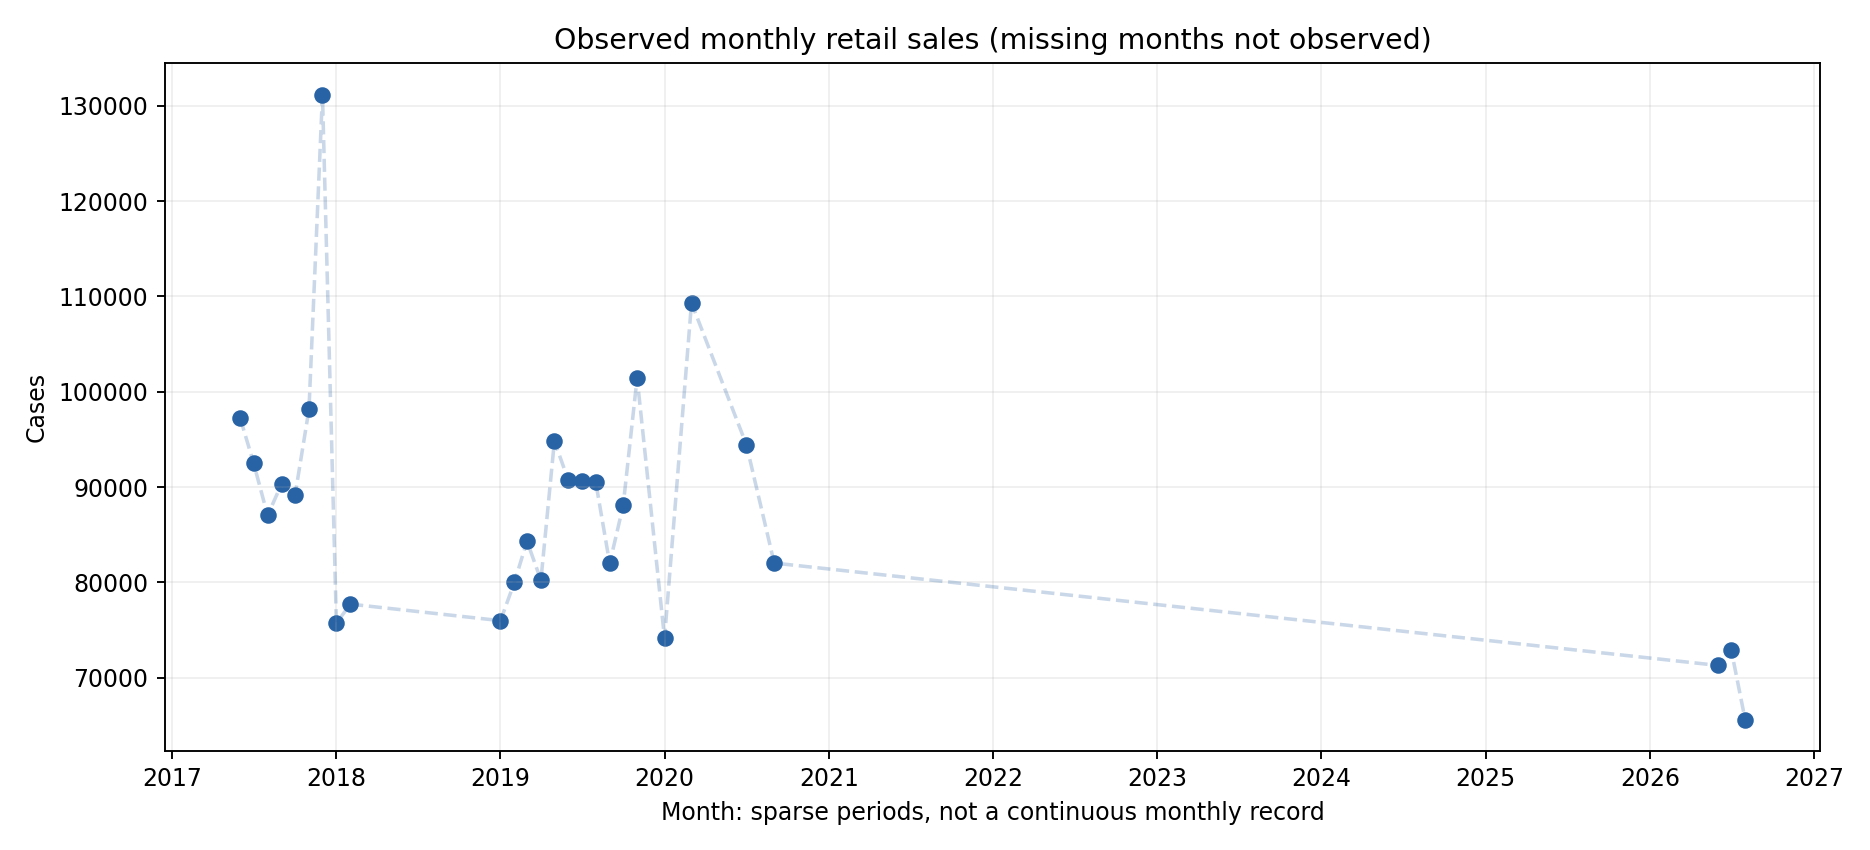 Observed monthly retail sales (missing months not observed)
130000
120000
110000
100000
90000
80000
70000
Cases
2017 2018 2019 2020 2021 2022 2023 2024 2025 2026 2027
Month: sparse periods, not a continuous monthly record